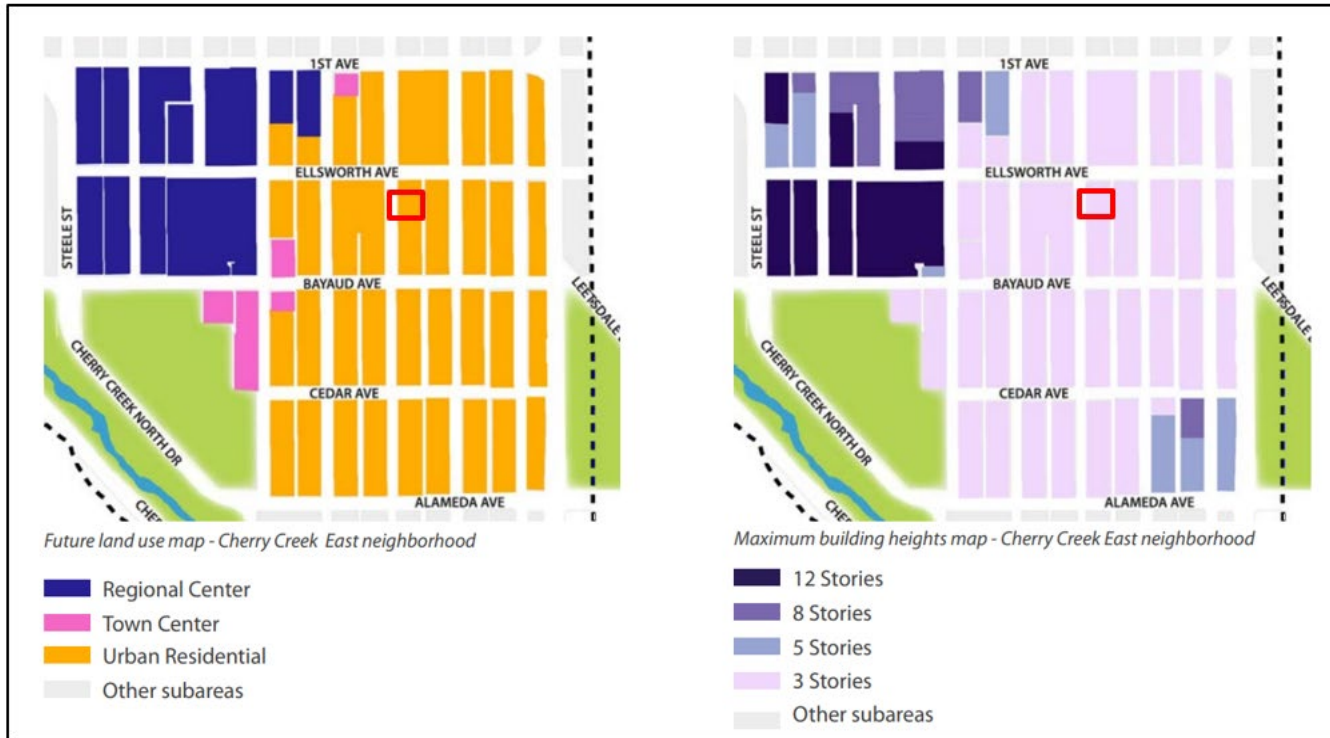 1ST AVE
ELLSWORTH AVE
STEELE ST
BAYAUD AVE
LEETSDALE
CHERRY CREEK NORTH DR
CEDAR AVE
ALAMEDA AVE
Future land use map - Cherry Creek East neighborhood
Regional Center
Town Center
Urban Residential
Other subareas
1ST AVE
ELLSWORTH AVE
STEELE ST
BAYAUD AVE
LEETSDALE
CHERRY CREEK NORTH DR
CEDAR AVE
ALAMEDA AVE
Maximum building heights map - Cherry Creek East neighborhood
12 Stories
8 Stories
5 Stories
3 Stories
Other subareas